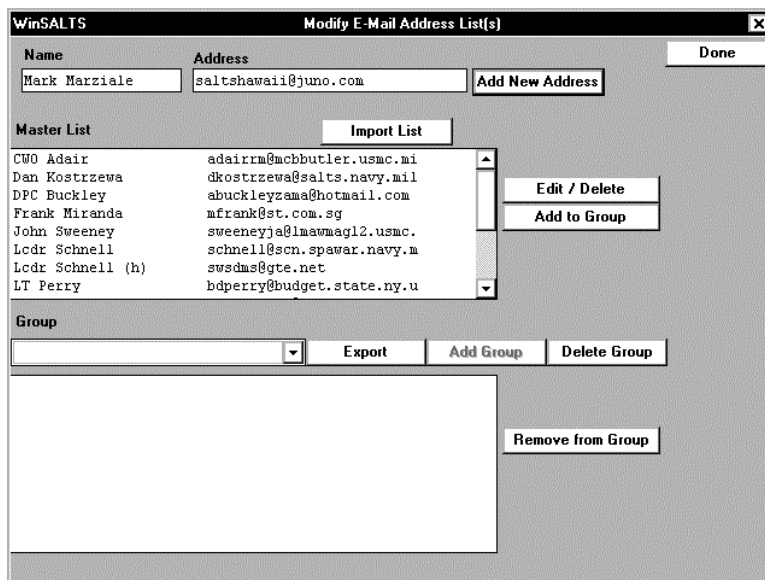 WinSALTS Modify E-Mail Address List(s)
Name Address Done
Mark Marziale saltshawaii@juno.com Add New Address
Master List Import List
CWO Adair adairrm@mcbbutler.usmc.mi
Dan Kostrzewa dkostrzewa@salts.navy.mil
DPC Buckley abuckleyzama@hotmail.com
Frank Miranda mfrank@st.com.sg
John Sweeney sweeneyja@lmawmag12.usmc.
Lcdr Schnell schnell@scn.spawar.navy.m
Lcdr Schnell (h) swsdms@gte.net
LT Perry bdperry@budget.state.ny.u
Edit / Delete
Add to Group
Group
Export Add Group Delete Group
Remove from Group